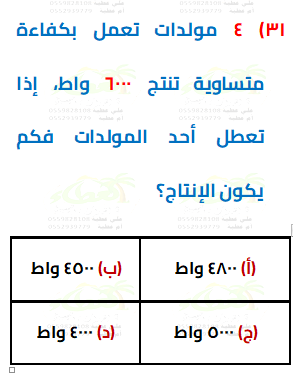 ٣١) ٤ مولدات تعمل بكفاءة
متساوية تنتج ٦٠٠٠ واط، إذا
تعطل أحد المولدات فكم
يكون الإنتاج؟
(أ) ٤٨٠٠ واط
(ب) ٤٥٠٠ واط
(ج) ٥٠٠٠ واط
(د) ٤٠٠٠ واط